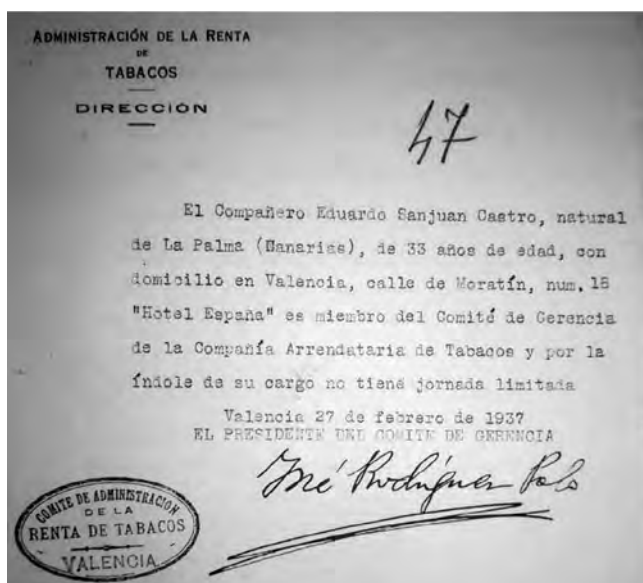 ADMINISTRACIÓN DE LA RENTA
DE
TABACOS
DIRECCIÓN
47
El Compañero Eduardo Sanjuan Castro, natural
de La Palma (Canarias), de 33 años de edad, con
domicilio en Valencia, calle de Moratín, num. 18
"Hotel España" es miembro del Comité de Gerencia
de la Compañía Arrendataria de Tabacos y por la
índole de su cargo no tiene jornada limitada
Valencia 27 de febrero de 1937
EL PRESIDENTE DEL COMITE DE GERENCIA
José Rodríguez Polo
COMITE DE ADMINISTRACIÓN
DE LA
RENTA DE TABACOS
VALENCIA